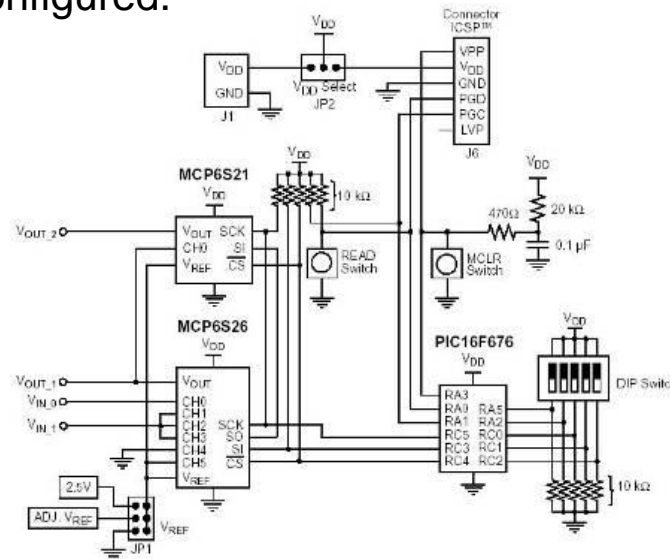 onfigured.
Connector
ICSP™
VDD
VPP
VDD
VDD
GND
GND
PGD
VDD Select
JP2
PGC
J1
LVP
J6
VDD
MCP6S21
VDD
VDD
10 kΩ
470Ω
20 kΩ
VOUT_2
VOUT
SCK
CH0
SI
0.1 µF
VREF
CS
READ
Switch
MCLR
Switch
MCP6S26
PIC16F676
VDD
VDD
VDD
DIP Switc
VOUT_1
VOUT
RA3
VIN_0
CH0
RA0
RA5
CH1
RA1
RA2
VIN_1
CH2
SCK
RC5
RC0
CH3
SO
RC3
RC1
CH4
SI
RC4
RC2
CH5
CS
VREF
2.5V
10 kΩ
ADJ. VREF
VREF
JP1